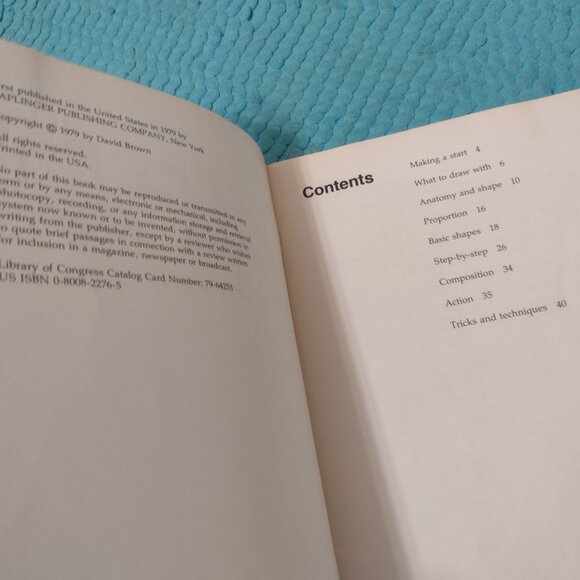 rst published in the United States in 1979 by
APLINGER PUBLISHING COMPANY, New York
opyright © 1979 by David Brown
ll rights reserved.
rinted in the USA.
o part of this book may be reproduced or transmitted in any
orm or by any means, electronic or mechanical, including
hotocopy, recording, or any information storage and retrieval
ystem now known or to be invented, without permission in
writing from the publisher, except by a reviewer who wishes
o quote brief passages in connection with a review written
for inclusion in a magazine, newspaper or broadcast.
Library of Congress Catalog Card Number: 79-64251
US ISBN 0-8008-2276-5
Contents
Making a start 4
What to draw with 6
Anatomy and shape 10
Proportion 16
Basic shapes 18
Step-by-step 26
Composition 34
Action 35
Tricks and techniques 40